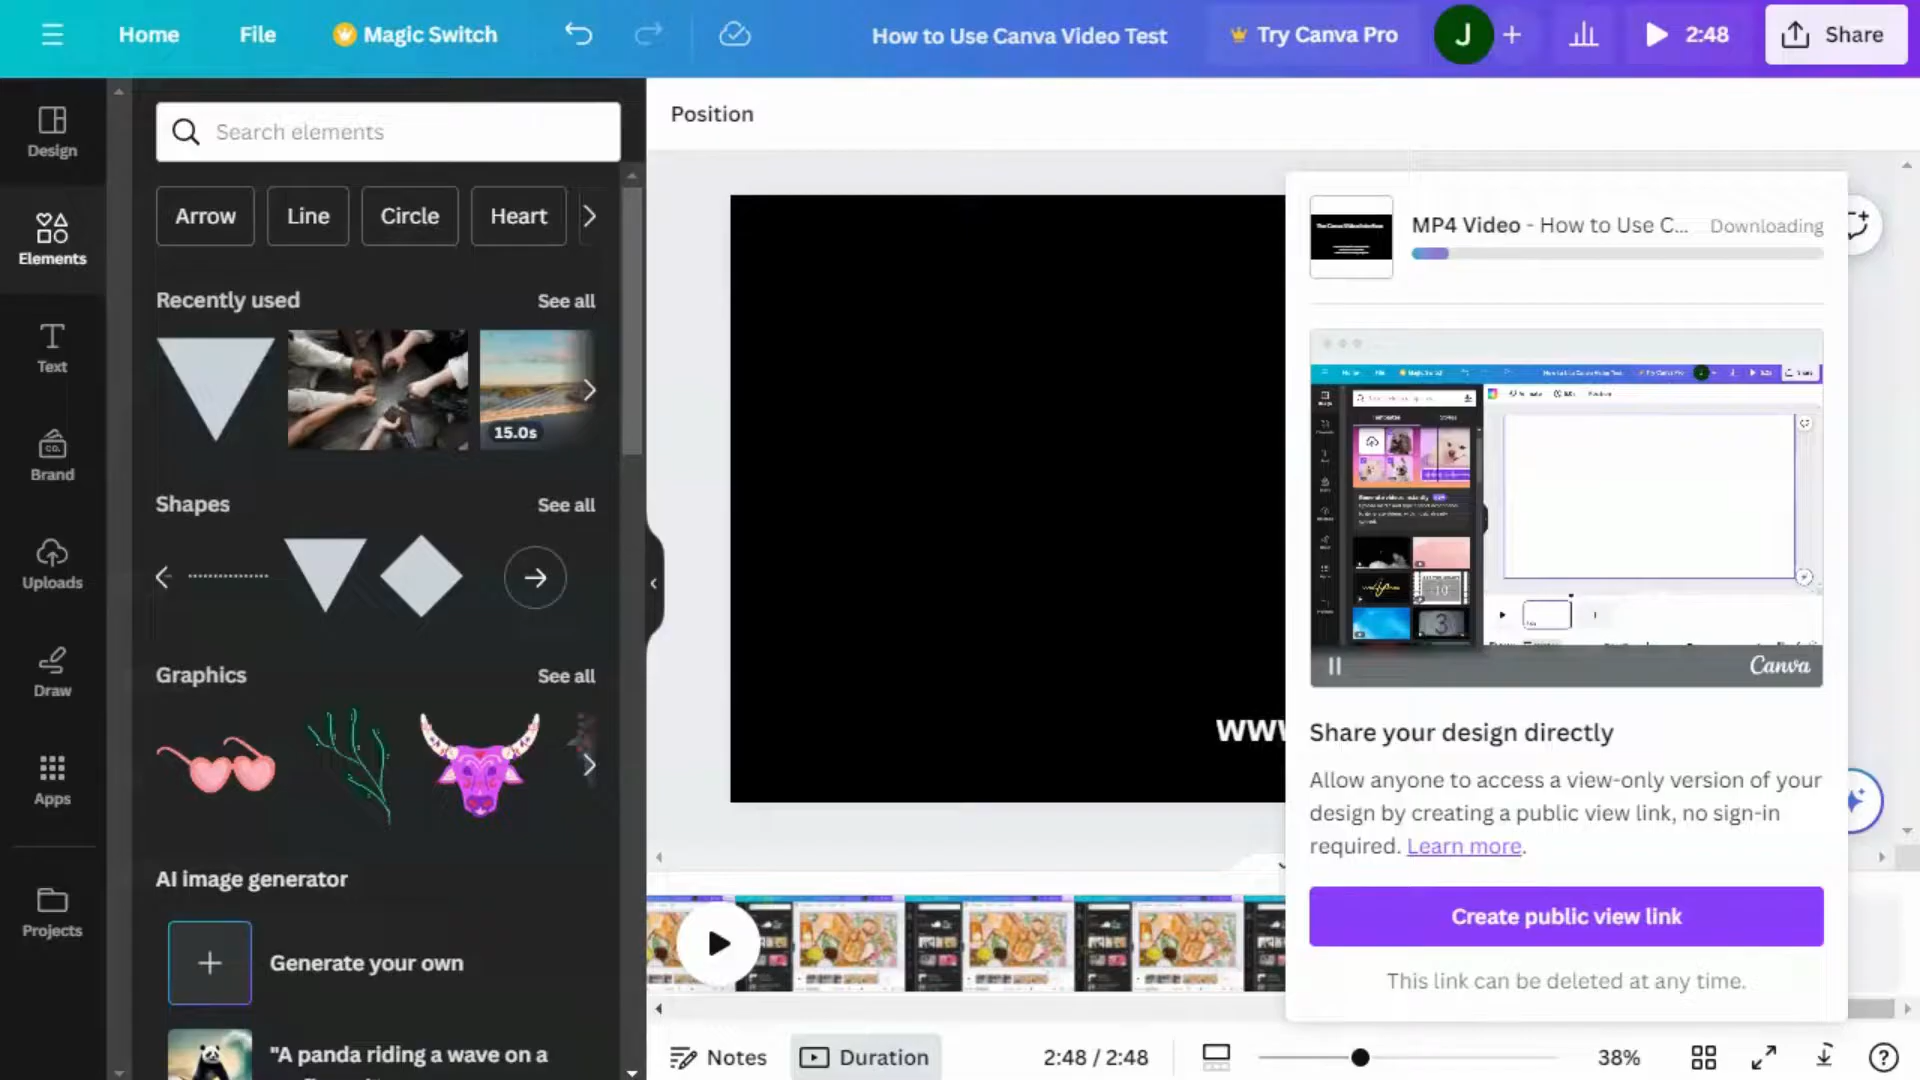 Home
File
Magic Switch
How to Use Canva Video Test
Try Canva Pro
J
2:48
Share
Design
Elements
Text
Brand
Uploads
Draw
Apps
Projects
Search elements
Arrow
Line
Circle
Heart
Recently used
See all
15.0s
Shapes
See all
Graphics
See all
AI image generator
Generate your own
"A panda riding a wave on a
Position
www
MP4 Video - How to Use C...
Downloading
Canva
Share your design directly
Allow anyone to access a view-only version of your
design by creating a public view link, no sign-in
required. Learn more.
Create public view link
This link can be deleted at any time.
Notes
Duration
2:48 / 2:48
38%